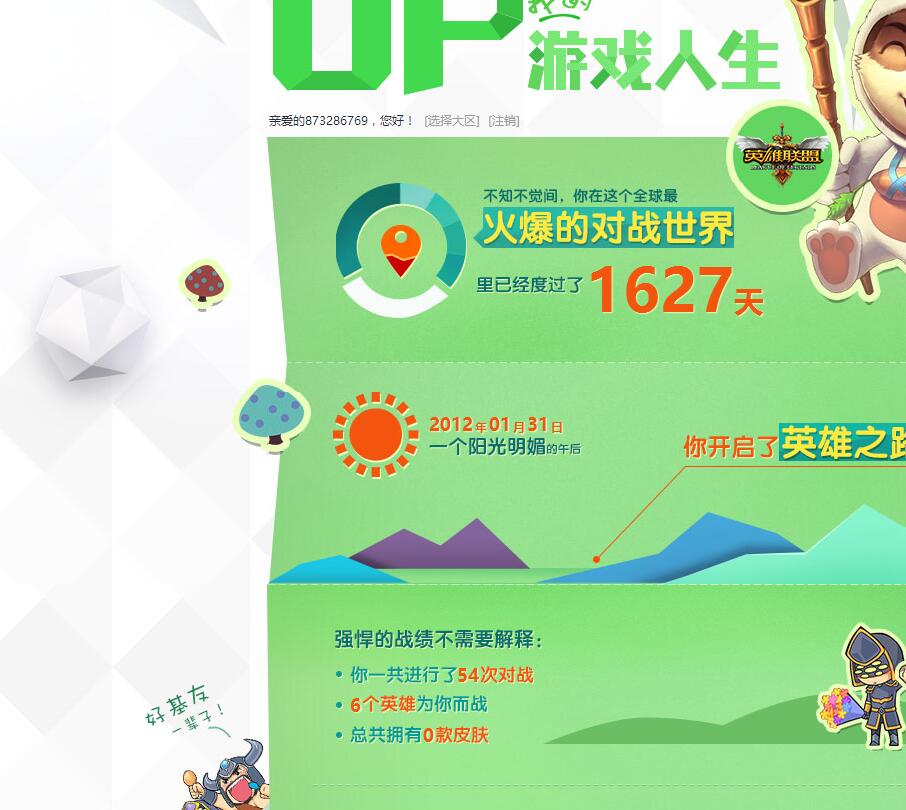 UP
我的
游戏人生
亲爱的873286769，您好！ [选择大区] [注销]
英雄联盟
LEAGUE OF LEGENDS
不知不觉间，你在这个全球最
火爆的对战世界
里已经度过了1627天
2012年01月31日
一个阳光明媚的午后
你开启了英雄之路
强悍的战绩不需要解释：
• 你一共进行了54次对战
• 6个英雄为你而战
• 总共拥有0款皮肤
好基友
一辈子！